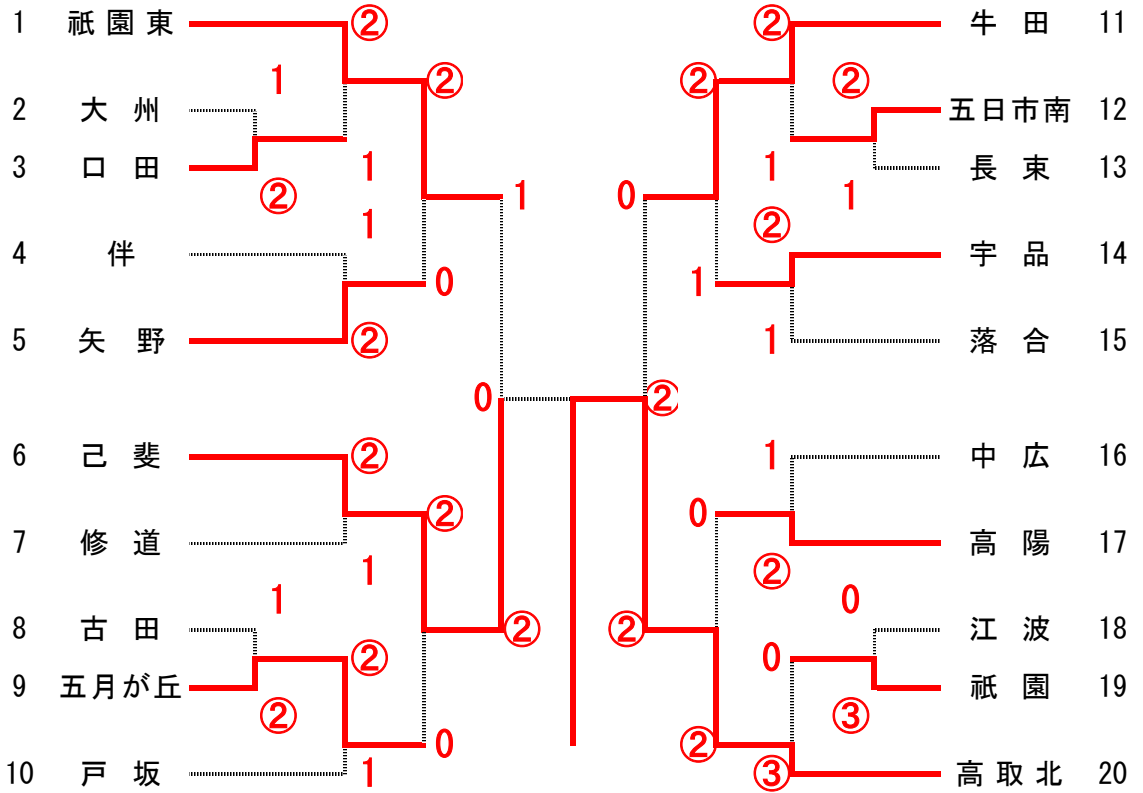 1 祇園東 ② ② 牛田 11
1 ② ② ②
2 大州 五日市南 12
3 口田 1 1 長束 13
② 1 0 1
1 ②
4 伴 宇品 14
0 1
5 矢野 ② 1 落合 15
0 ②
6 己斐 ② 1 中広 16
② 0
7 修道 高陽 17
1 ②
1 0
8 古田 ② ② 江波 18
② 0
9 五月が丘 祇園 19
② ③
0 ②
10 戸坂 1 ③ 高取北 20